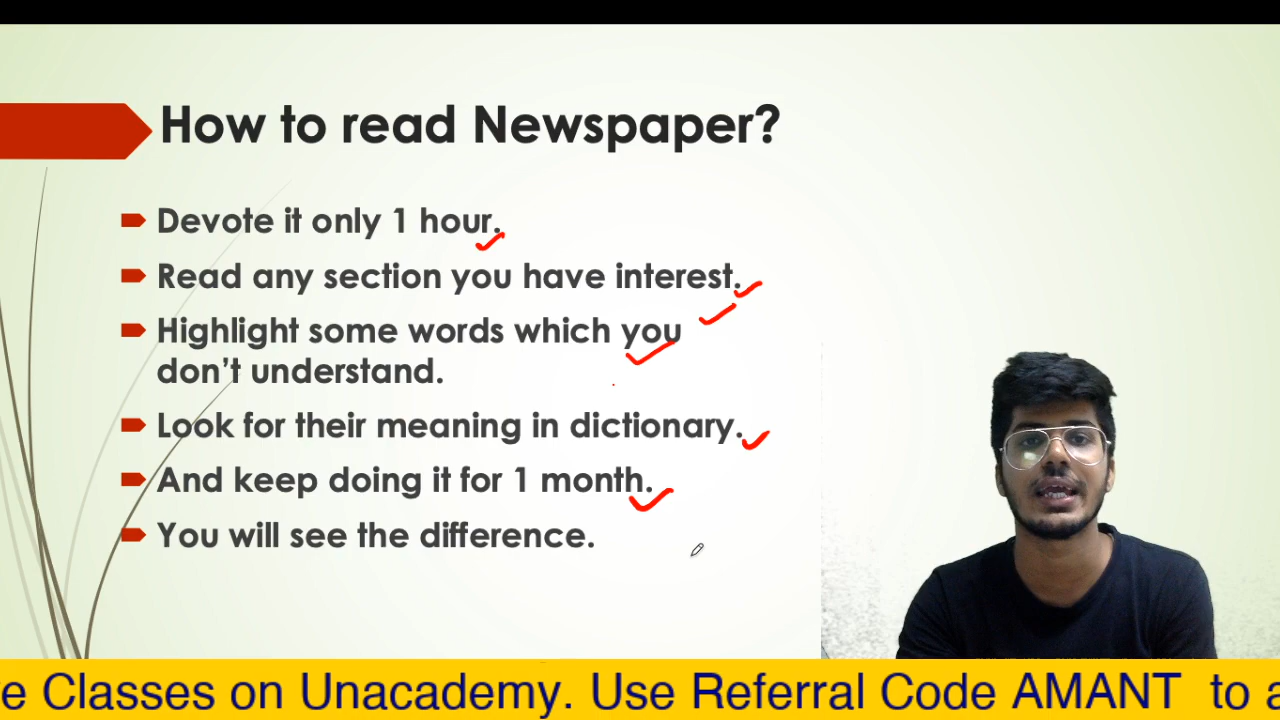 How to read Newspaper?
Devote it only 1 hour.
Read any section you have interest.
Highlight some words which you
don't understand.
Look for their meaning in dictionary.
And keep doing it for 1 month.
You will see the difference.
Classes on Unacademy. Use Referral Code AMANT to